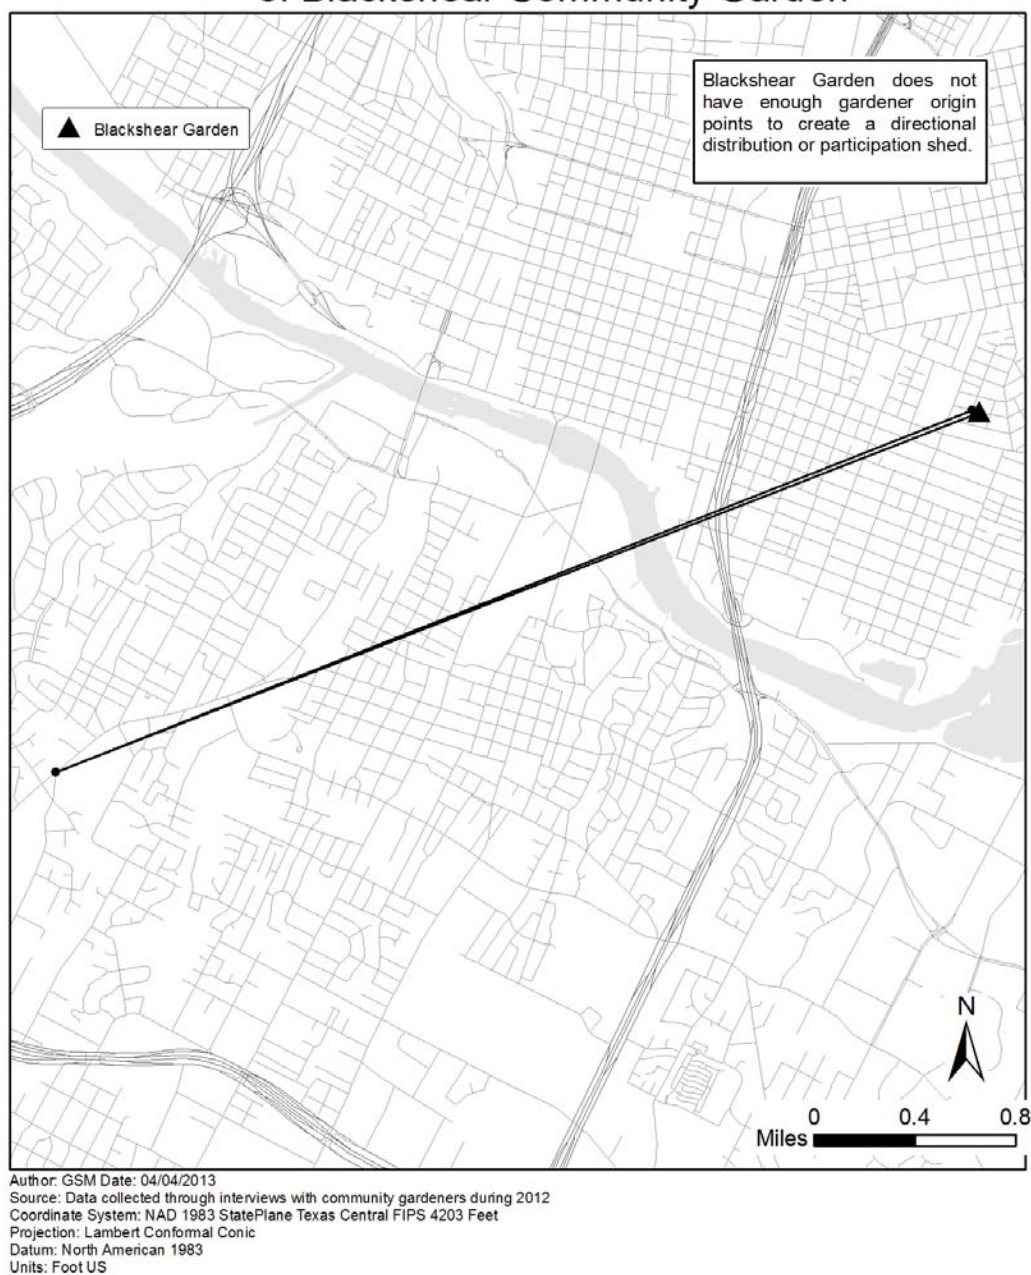 of Blackshear Community Garden
Blackshear Garden
Blackshear Garden does not
have enough gardener origin
points to create a directional
distribution or participation shed.
N
0 0.4 0.8
Miles
Author: GSM Date: 04/04/2013
Source: Data collected through interviews with community gardeners during 2012
Coordinate System: NAD 1983 StatePlane Texas Central FIPS 4203 Feet
Projection: Lambert Conformal Conic
Datum: North American 1983
Units: Foot US